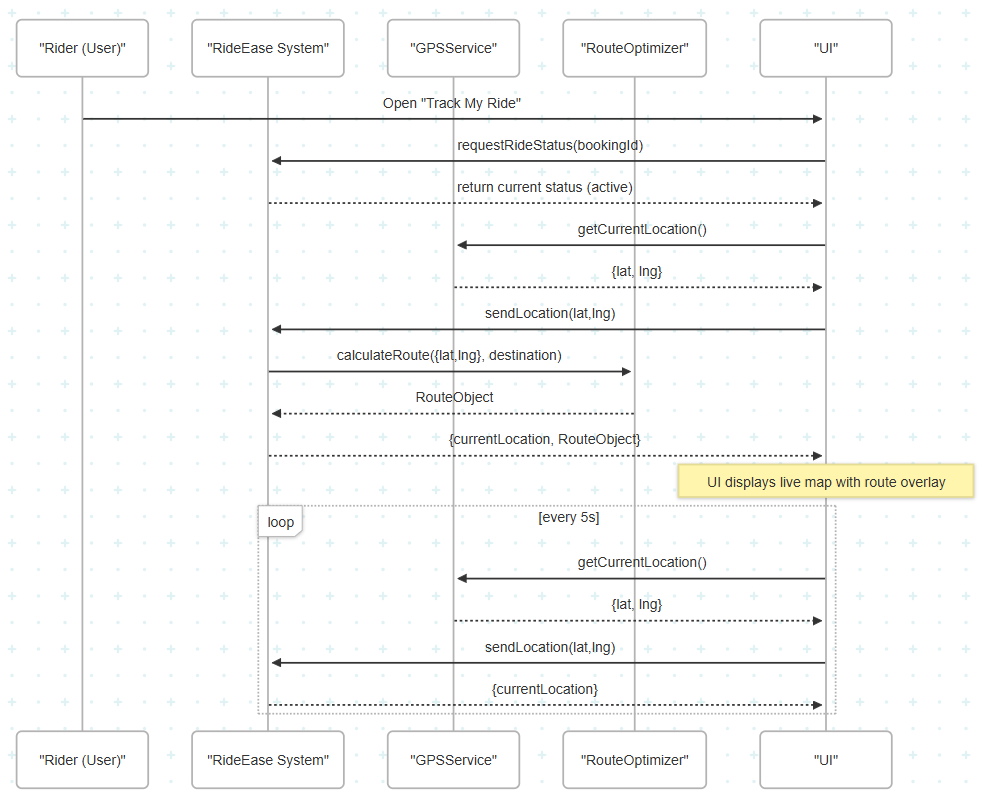 "Rider (User)"
"RideEase System"
"GPSService"
"RouteOptimizer"
"UI"
Open "Track My Ride"
requestRideStatus(bookingId)
return current status (active)
getCurrentLocation()
{lat, lng}
sendLocation(lat,lng)
calculateRoute({lat,lng}, destination)
RouteObject
{currentLocation, RouteObject}
UI displays live map with route overlay
loop
[every 5s]
getCurrentLocation()
{lat, lng}
sendLocation(lat,lng)
{currentLocation}
"Rider (User)"
"RideEase System"
"GPSService"
"RouteOptimizer"
"UI"